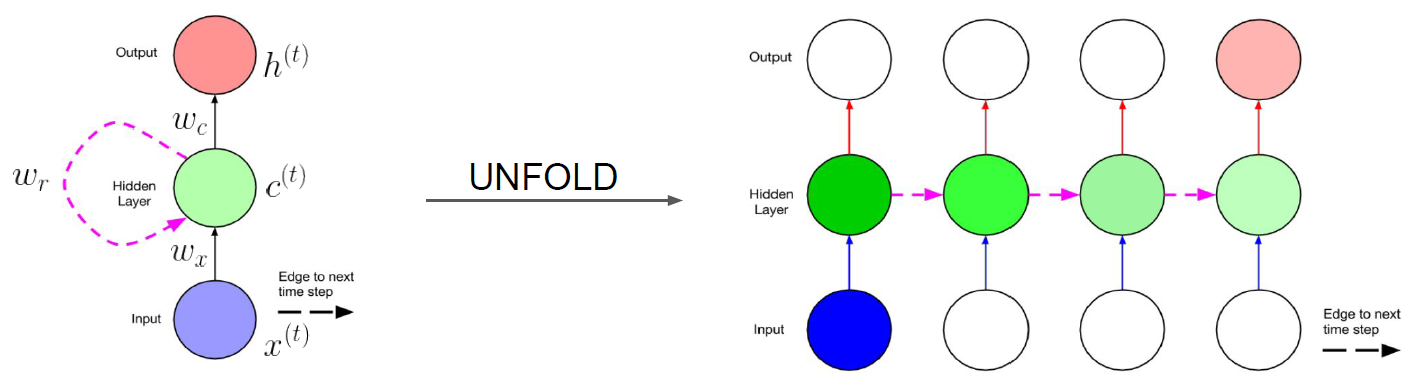 Output
h^{(t)}
w_c
w_r
Hidden
Layer
c^{(t)}
w_x
Edge to next
time step
Input
x^{(t)}
UNFOLD
Output
Hidden
Layer
Input
Edge to next
time step